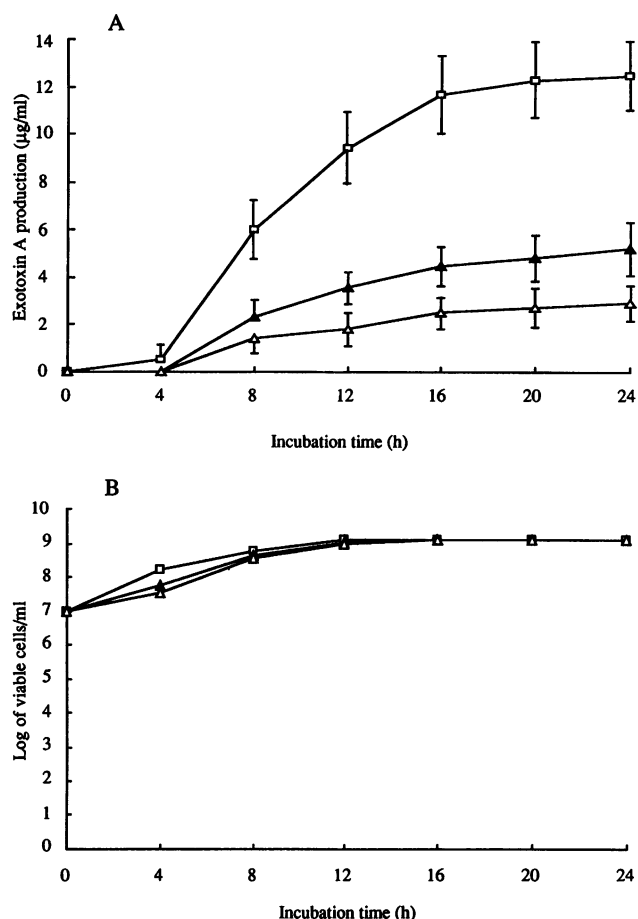 A
Exotoxin A production (µg/ml)
14
12
10
8
6
4
2
0
0 4 8 12 16 20 24
Incubation time (h)
B
Log of viable cells/ml
10
9
8
7
6
5
4
3
2
1
0
0 4 8 12 16 20 24
Incubation time (h)